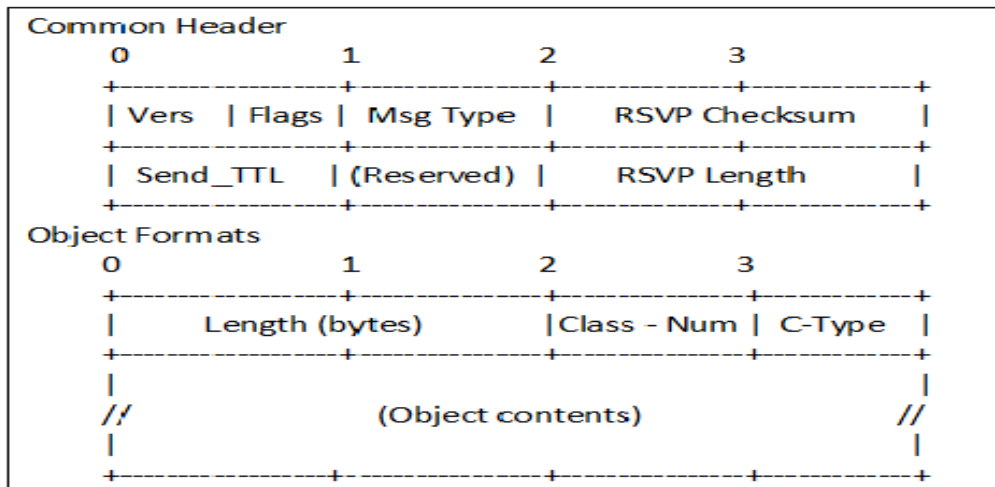 Common Header
0 1 2 3
+-------------------+----------------+---------------+-------------+
| Vers | Flags | Msg Type | RSVP Checksum |
+-------------------+----------------+---------------+-------------+
| Send_TTL | (Reserved) | RSVP Length |
+-------------------+----------------+---------------+-------------+
Object Formats
0 1 2 3
+-------------------+----------------+---------------+-------------+
| Length (bytes) |Class - Num | C-Type |
+-------------------+----------------+---------------+-------------+
| |
// (Object contents) //
| |
+-------------------+----------------+---------------+-------------+